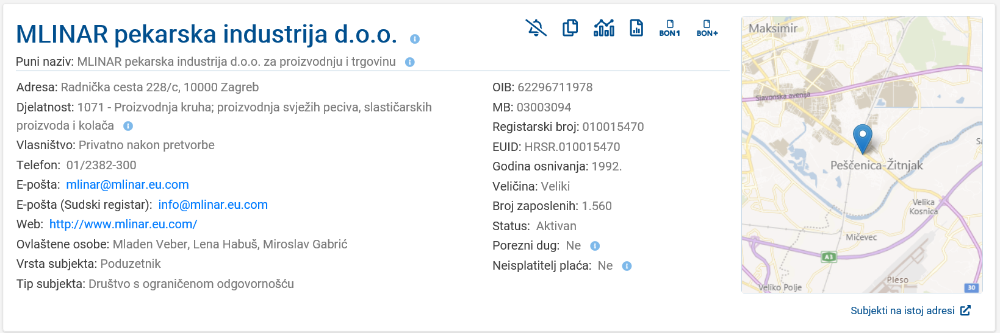 MLINAR pekarska industrija d.o.o.
BON1
BON+
Puni naziv: MLINAR pekarska industrija d.o.o. za proizvodnju i trgovinu
Adresa: Radnička cesta 228/c, 10000 Zagreb
Djelatnost: 1071 - Proizvodnja kruha; proizvodnja svježih peciva, slastičarskih
proizvoda i kolača
Vlasništvo: Privatno nakon pretvorbe
Telefon: 01/2382-300
E-pošta: mlinar@mlinar.eu.com
E-pošta (Sudski registar): info@mlinar.eu.com
Web: http://www.mlinar.eu.com/
Ovlaštene osobe: Mladen Veber, Lena Habuš, Miroslav Gabrić
Vrsta subjekta: Poduzetnik
Tip subjekta: Društvo s ograničenom odgovornošću
OIB: 62296711978
MB: 03003094
Registarski broj: 010015470
EUID: HRSR.010015470
Godina osnivanja: 1992.
Veličina: Veliki
Broj zaposlenih: 1.560
Status: Aktivan
Porezni dug: Ne
Neisplatitelj plaća: Ne
Maksimir
Slavonska avenija
Peščenica-Žitnjak
Velika
Kosnica
Mičevec
A3
Pleso
Veliko Polje
30
Subjekti na istoj adresi